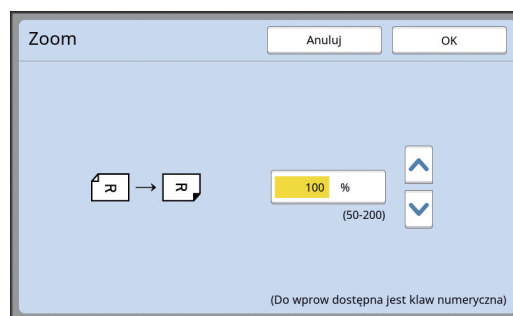 Zoom
Anuluj
OK
R → R
100 %
(50-200)
(Do wprow dostępna jest klaw numeryczna)